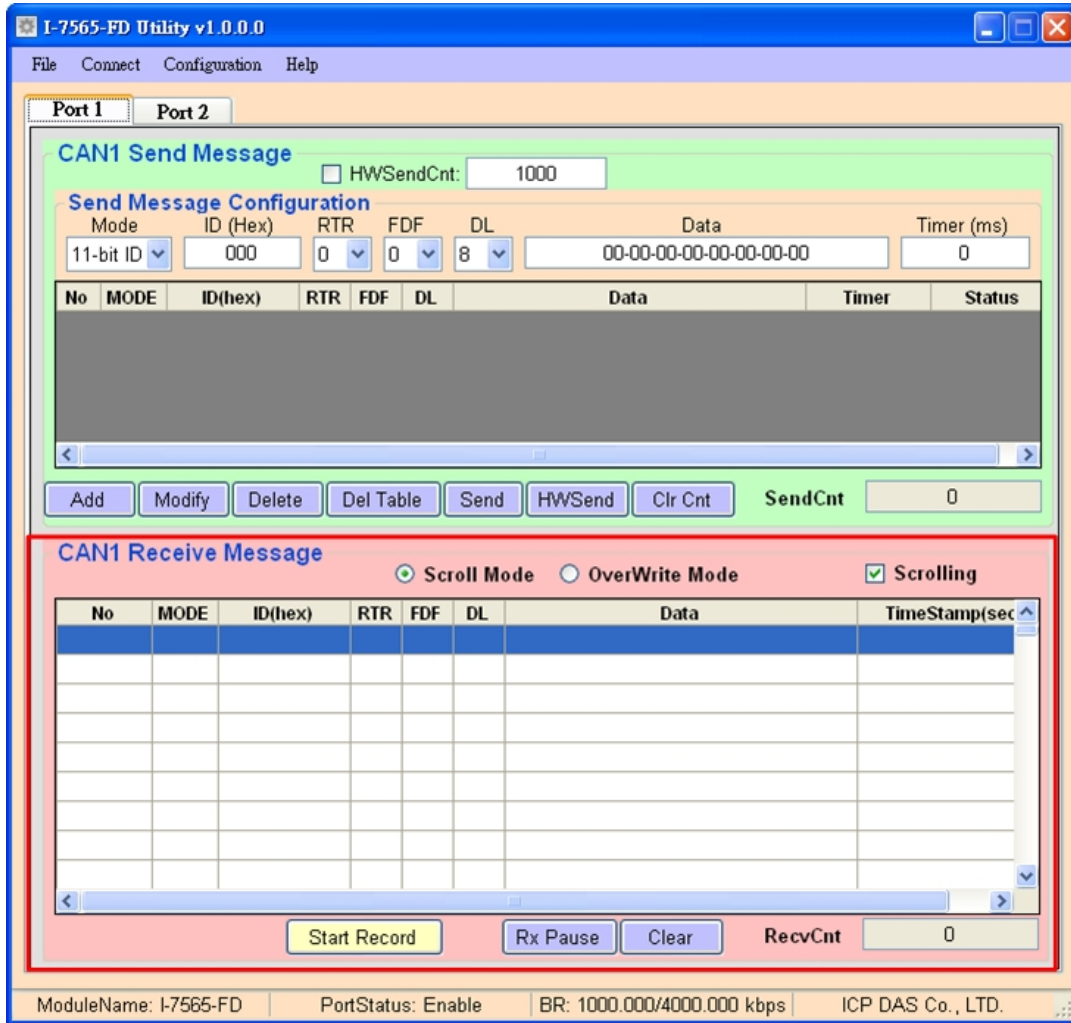 I-7565-FD Utility v1.0.0.0
File Connect Configuration Help
Port 1 Port 2
CAN1 Send Message
HWSendCnt: 1000
Send Message Configuration
Mode ID (Hex) RTR FDF DL Data Timer (ms)
11-bit ID 000 0 0 8 00-00-00-00-00-00-00-00 0
No MODE ID(hex) RTR FDF DL Data Timer Status
Add Modify Delete Del Table Send HWSend Clr Cnt SendCnt 0
CAN1 Receive Message
Scroll Mode OverWrite Mode Scrolling
No MODE ID(hex) RTR FDF DL Data TimeStamp(sec
Start Record Rx Pause Clear RecvCnt 0
ModuleName: I-7565-FD PortStatus: Enable BR: 1000.000/4000.000 kbps ICP DAS Co., LTD.